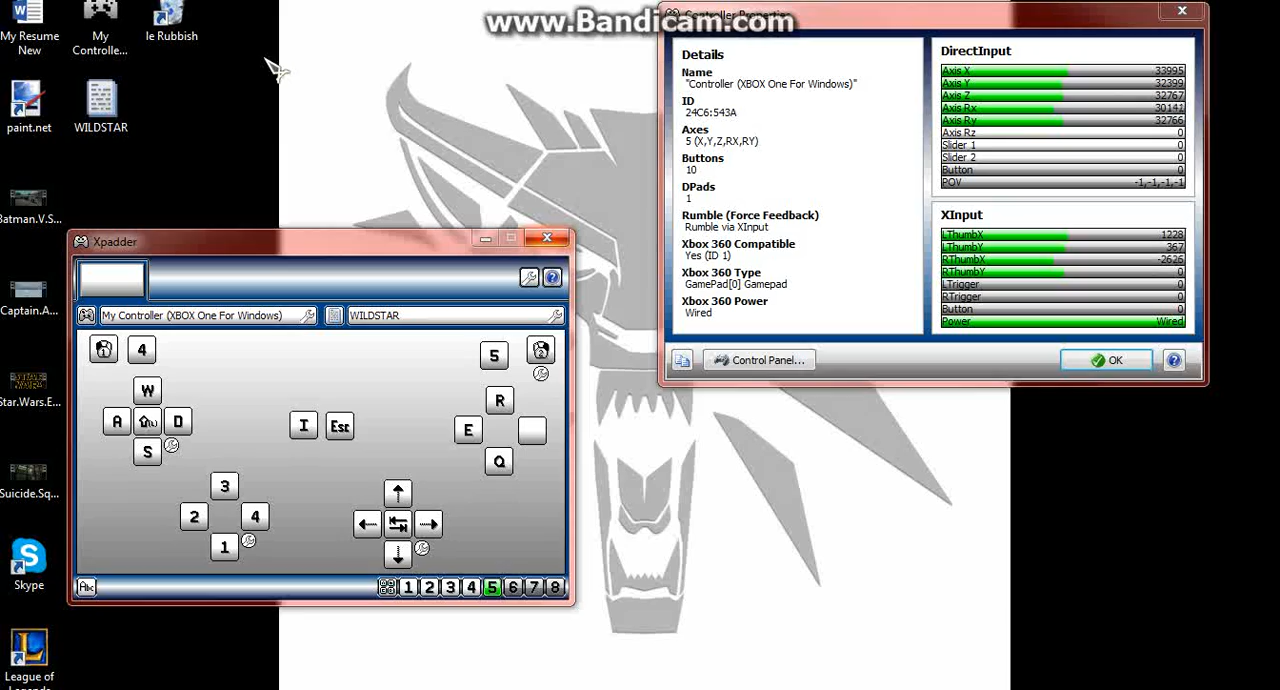 www.Bandicam.com
My Resume New
My Controlle...
Ie Rubbish
paint.net
WILDSTAR
Batman.V.S...
Captain.A...
Star.Wars.E...
Suicide.Sq...
Skype
League of Legends
Xpadder
My Controller (XBOX One For Windows)
WILDSTAR
1
4
5
2
W
A
D
S
I
Esc
R
E
Q
3
2
4
1
Abc
1 2 3 4 5 6 7 8
Controller Properties
Details
Name
"Controller (XBOX One For Windows)"
ID
24C6:543A
Axes
5 (X,Y,Z,RX,RY)
Buttons
10
DPads
1
Rumble (Force Feedback)
Rumble via XInput
Xbox 360 Compatible
Yes (ID 1)
Xbox 360 Type
GamePad[0] Gamepad
Xbox 360 Power
Wired
DirectInput
Axis X 33995
Axis Y 32399
Axis Z 32767
Axis Rx 30141
Axis Ry 32766
Axis Rz 0
Slider 1 0
Slider 2 0
Button 0
POV -1,-1,-1,-1
XInput
LThumbX 1228
LThumbY 367
RThumbX -2626
RThumbY 0
LTrigger 0
RTrigger 0
Button 0
Power Wired
Control Panel...
OK